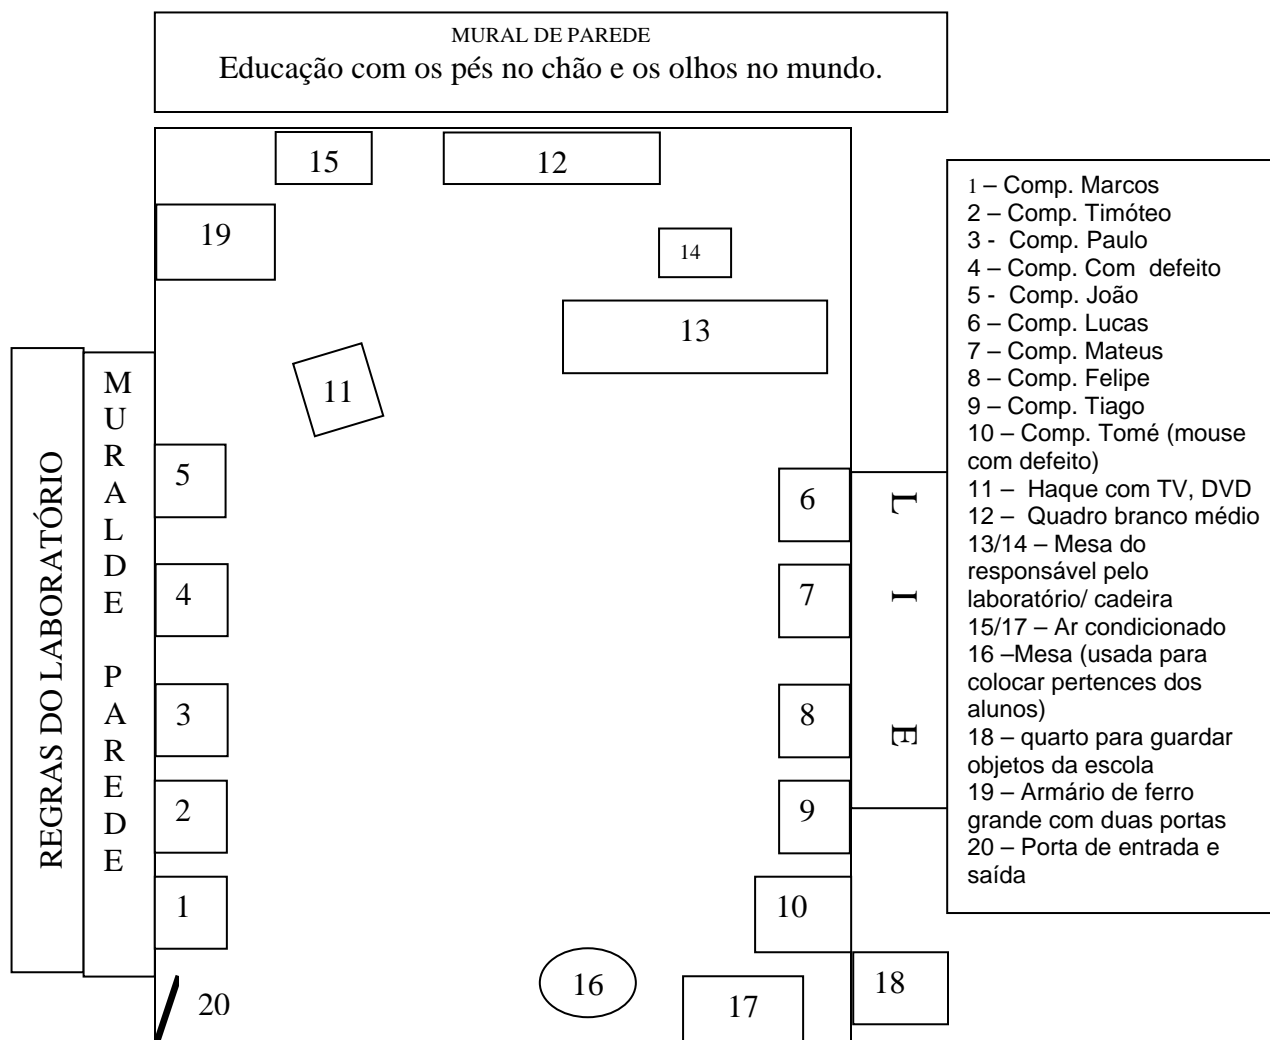 MURAL DE PAREDE
Educação com os pés no chão e os olhos no mundo.
15
12
19
14
13
11
5
4
3
2
1
20
6
7
8
9
10
16
17
18
REGRAS DO LABORATÓRIO
MURALDE PAREDE
LIE
1 – Comp. Marcos
2 – Comp. Timóteo
3 - Comp. Paulo
4 – Comp. Com defeito
5 - Comp. João
6 – Comp. Lucas
7 – Comp. Mateus
8 – Comp. Felipe
9 – Comp. Tiago
10 – Comp. Tomé (mouse
com defeito)
11 – Haque com TV, DVD
12 – Quadro branco médio
13/14 – Mesa do
responsável pelo
laboratório/ cadeira
15/17 – Ar condicionado
16 –Mesa (usada para
colocar pertences dos
alunos)
18 – quarto para guardar
objetos da escola
19 – Armário de ferro
grande com duas portas
20 – Porta de entrada e
saída